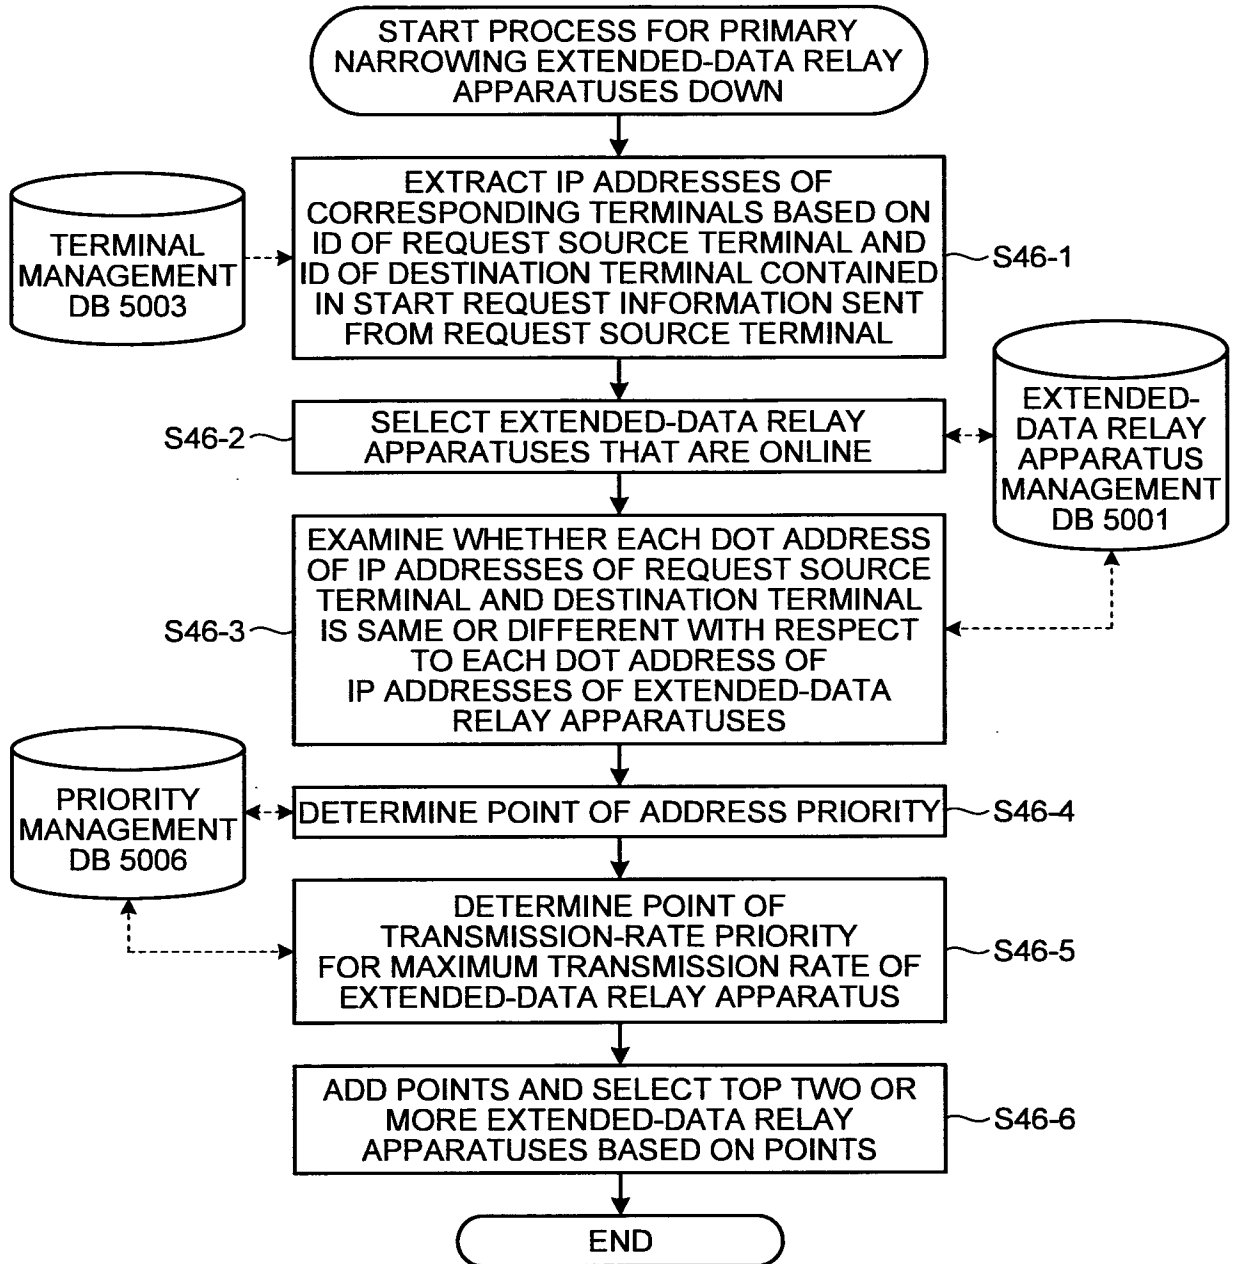 START PROCESS FOR PRIMARY
NARROWING EXTENDED-DATA RELAY
APPARATUSES DOWN
TERMINAL
MANAGEMENT
DB 5003
EXTRACT IP ADDRESSES OF
CORRESPONDING TERMINALS BASED ON
ID OF REQUEST SOURCE TERMINAL AND
ID OF DESTINATION TERMINAL CONTAINED
IN START REQUEST INFORMATION SENT
FROM REQUEST SOURCE TERMINAL
S46-1
S46-2
SELECT EXTENDED-DATA RELAY
APPARATUSES THAT ARE ONLINE
EXTENDED-
DATA RELAY
APPARATUS
MANAGEMENT
DB 5001
S46-3
EXAMINE WHETHER EACH DOT ADDRESS
OF IP ADDRESSES OF REQUEST SOURCE
TERMINAL AND DESTINATION TERMINAL
IS SAME OR DIFFERENT WITH RESPECT
TO EACH DOT ADDRESS OF
IP ADDRESSES OF EXTENDED-DATA
RELAY APPARATUSES
PRIORITY
MANAGEMENT
DB 5006
DETERMINE POINT OF ADDRESS PRIORITY
S46-4
DETERMINE POINT OF
TRANSMISSION-RATE PRIORITY
FOR MAXIMUM TRANSMISSION RATE OF
EXTENDED-DATA RELAY APPARATUS
S46-5
ADD POINTS AND SELECT TOP TWO OR
MORE EXTENDED-DATA RELAY
APPARATUSES BASED ON POINTS
S46-6
END